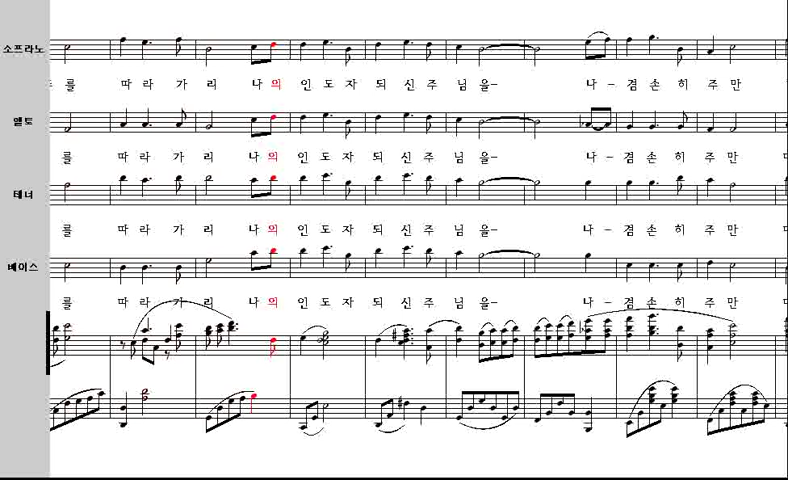 소프라노
를 따 라 가 리 나 의 인 도 자 되 신 주 님 을- 나 - 겸 손 히 주 만
앨토
를 따 라 가 리 나 의 인 도 자 되 신 주 님 을- 나 - 겸 손 히 주 만
테너
를 따 라 가 리 나 의 인 도 자 되 신 주 님 을- 나 - 겸 손 히 주 만
베이스
를 따 라 가 리 나 의 인 도 자 되 신 주 님 을- 나 - 겸 손 히 주 만